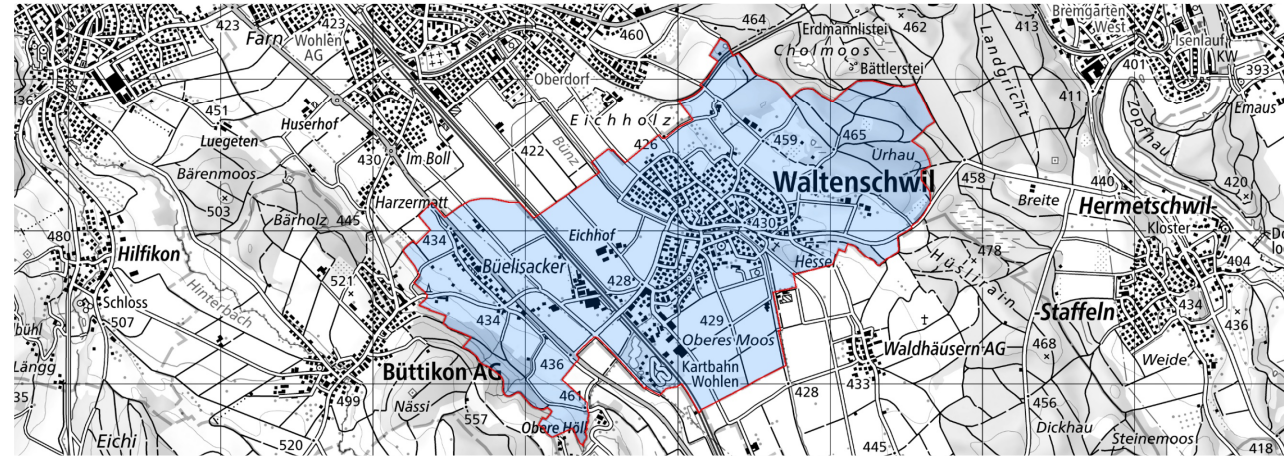 423
Farn
Wohlen
AG
423
460
464
Erdmannlistei
462
Cholmoos
Bättlerstei
Landgricht
413
Bremgarten
West
Isenlauf
KW
401
393
Emaus
Zopfhau
411
Oberdorf
Eichholz
451
Luegeten
Huserhof
430
Im Boll
422
Bünz
426
459
465
Urhau
Waltenschwil
458
Breite
440
420
Hermetschwil-
Kloster
Bärenmoos
503
Bärholz
445
Harzermatt
434
480
Hilfikon
Eichhof
Büelisacker
428
430
Hessel
478
Hüslirain
404
Hinterbach
521
Schloss
507
434
429
Oberes Moos
-Staffeln
434
436
468
Längg
Büttikon AG
436
461
Kartbahn
Wohlen
Waldhäusern AG
433
428
Weide
499
Nässi
557
Obere Höll
456
Dickhau
Steinemoos
Eichi
520
445
418